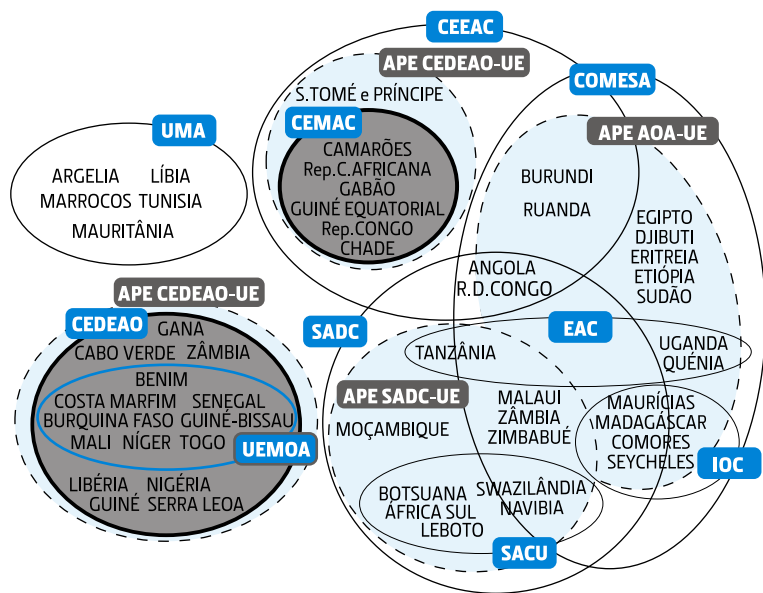 CEEAC
APE CEDEAO-UE
COMESA
S.TOMÉ e PRÍNCIPE
CEMAC
CAMARÕES
Rep.C.AFRICANA
GABÃO
GUINÉ EQUATORIAL
Rep.CONGO
CHADE
UMA
ARGELIA LÍBIA
MARROCOS TUNISIA
MAURITÂNIA
APE AOA-UE
BURUNDI
RUANDA
EGIPTO
DJIBUTI
ERITREIA
ETIÓPIA
SUDÃO
ANGOLA
R.D.CONGO
APE CEDEAO-UE
CEDEAO
GANA
CABO VERDE ZÂMBIA
BENIM
COSTA MARFIM SENEGAL
BURQUINA FASO GUINÉ-BISSAU
MALI NÍGER TOGO
UEMOA
LIBÉRIA NIGÉRIA
GUINÉ SERRA LEOA
SADC
EAC
TANZÂNIA
UGANDA
QUÉNIA
APE SADC-UE
MOÇAMBIQUE
MALAUI
ZÂMBIA
ZIMBABUÉ
MAURÍCIAS
MADAGÁSCAR
COMORES
SEYCHELES
IOC
BOTSUANA SWAZILÂNDIA
ÁFRICA SUL NAVIBIA
LEBOTO
SACU